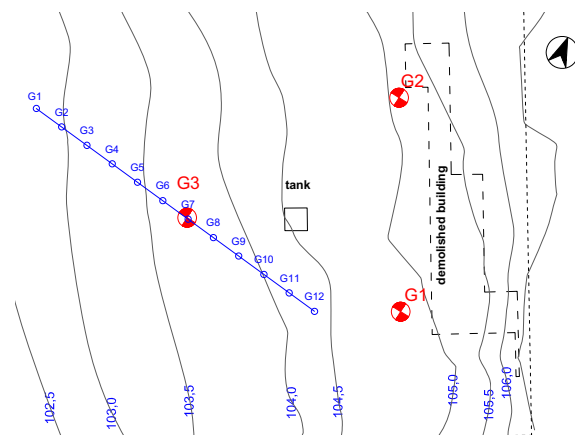 G1
G2
G3
G4
G5
G6
G7
G8
G9
G10
G11
G12
G3
tank
G2
demolished building
G1
102,5
103,0
103,5
104,0
104,5
105,0
105,5
106,0